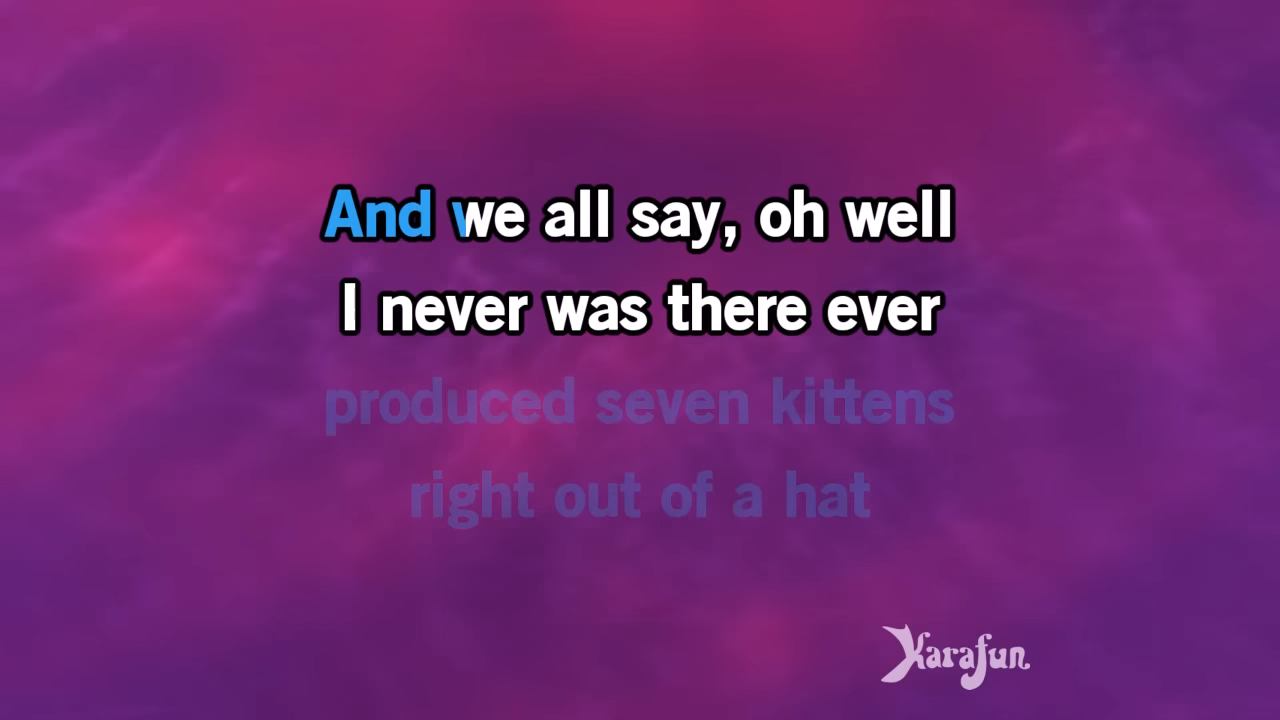 And we all say, oh well
I never was there ever
produced seven kittens
right out of a hat
Karafun